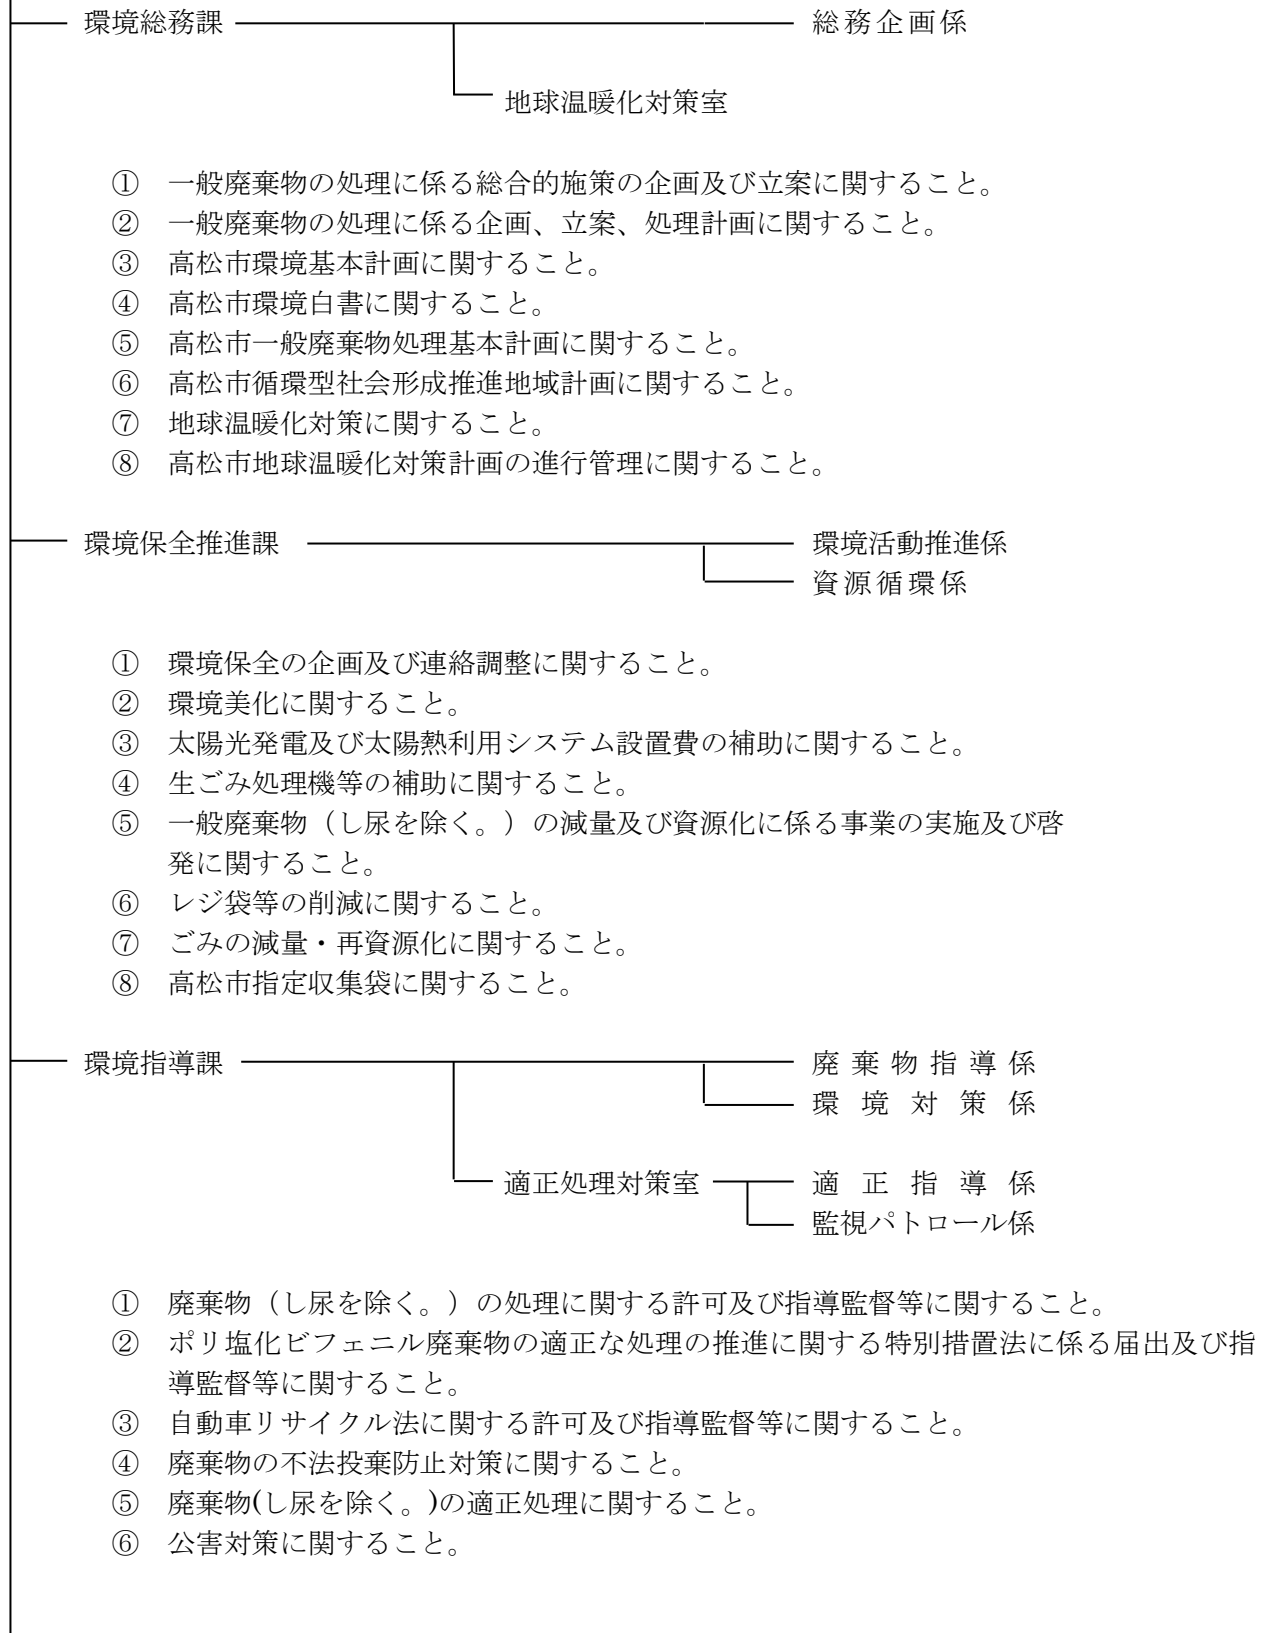 環境総務課 総務企画係
地球温暖化対策室
① 一般廃棄物の処理に係る総合的施策の企画及び立案に関すること。
② 一般廃棄物の処理に係る企画、立案、処理計画に関すること。
③ 高松市環境基本計画に関すること。
④ 高松市環境白書に関すること。
⑤ 高松市一般廃棄物処理基本計画に関すること。
⑥ 高松市循環型社会形成推進地域計画に関すること。
⑦ 地球温暖化対策に関すること。
⑧ 高松市地球温暖化対策計画の進行管理に関すること。
環境保全推進課 環境活動推進係
資源循環係
① 環境保全の企画及び連絡調整に関すること。
② 環境美化に関すること。
③ 太陽光発電及び太陽熱利用システム設置費の補助に関すること。
④ 生ごみ処理機等の補助に関すること。
⑤ 一般廃棄物（し尿を除く。）の減量及び資源化に係る事業の実施及び啓
発に関すること。
⑥ レジ袋等の削減に関すること。
⑦ ごみの減量・再資源化に関すること。
⑧ 高松市指定収集袋に関すること。
環境指導課 廃棄物指導係
環境対策係
適正処理対策室 適正指導係
監視パトロール係
① 廃棄物（し尿を除く。）の処理に関する許可及び指導監督等に関すること。
② ポリ塩化ビフェニル廃棄物の適正な処理の推進に関する特別措置法に係る届出及び指
導監督等に関すること。
③ 自動車リサイクル法に関する許可及び指導監督等に関すること。
④ 廃棄物の不法投棄防止対策に関すること。
⑤ 廃棄物(し尿を除く。)の適正処理に関すること。
⑥ 公害対策に関すること。